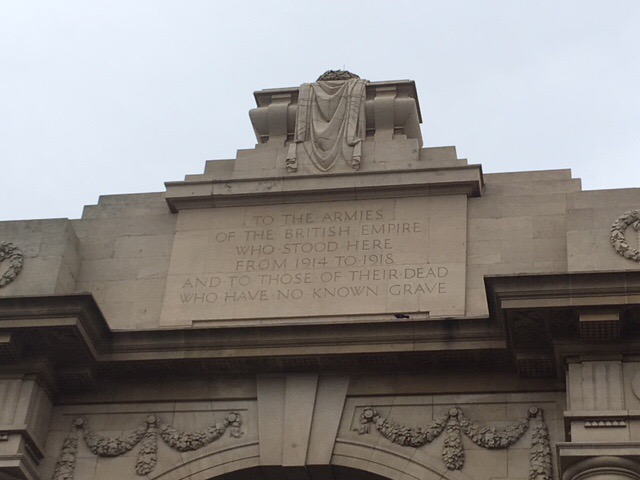 TO THE ARMIES
OF THE BRITISH EMPIRE
WHO STOOD HERE
FROM 1914 TO 1918
AND TO THOSE OF THEIR DEAD
WHO HAVE NO KNOWN GRAVE